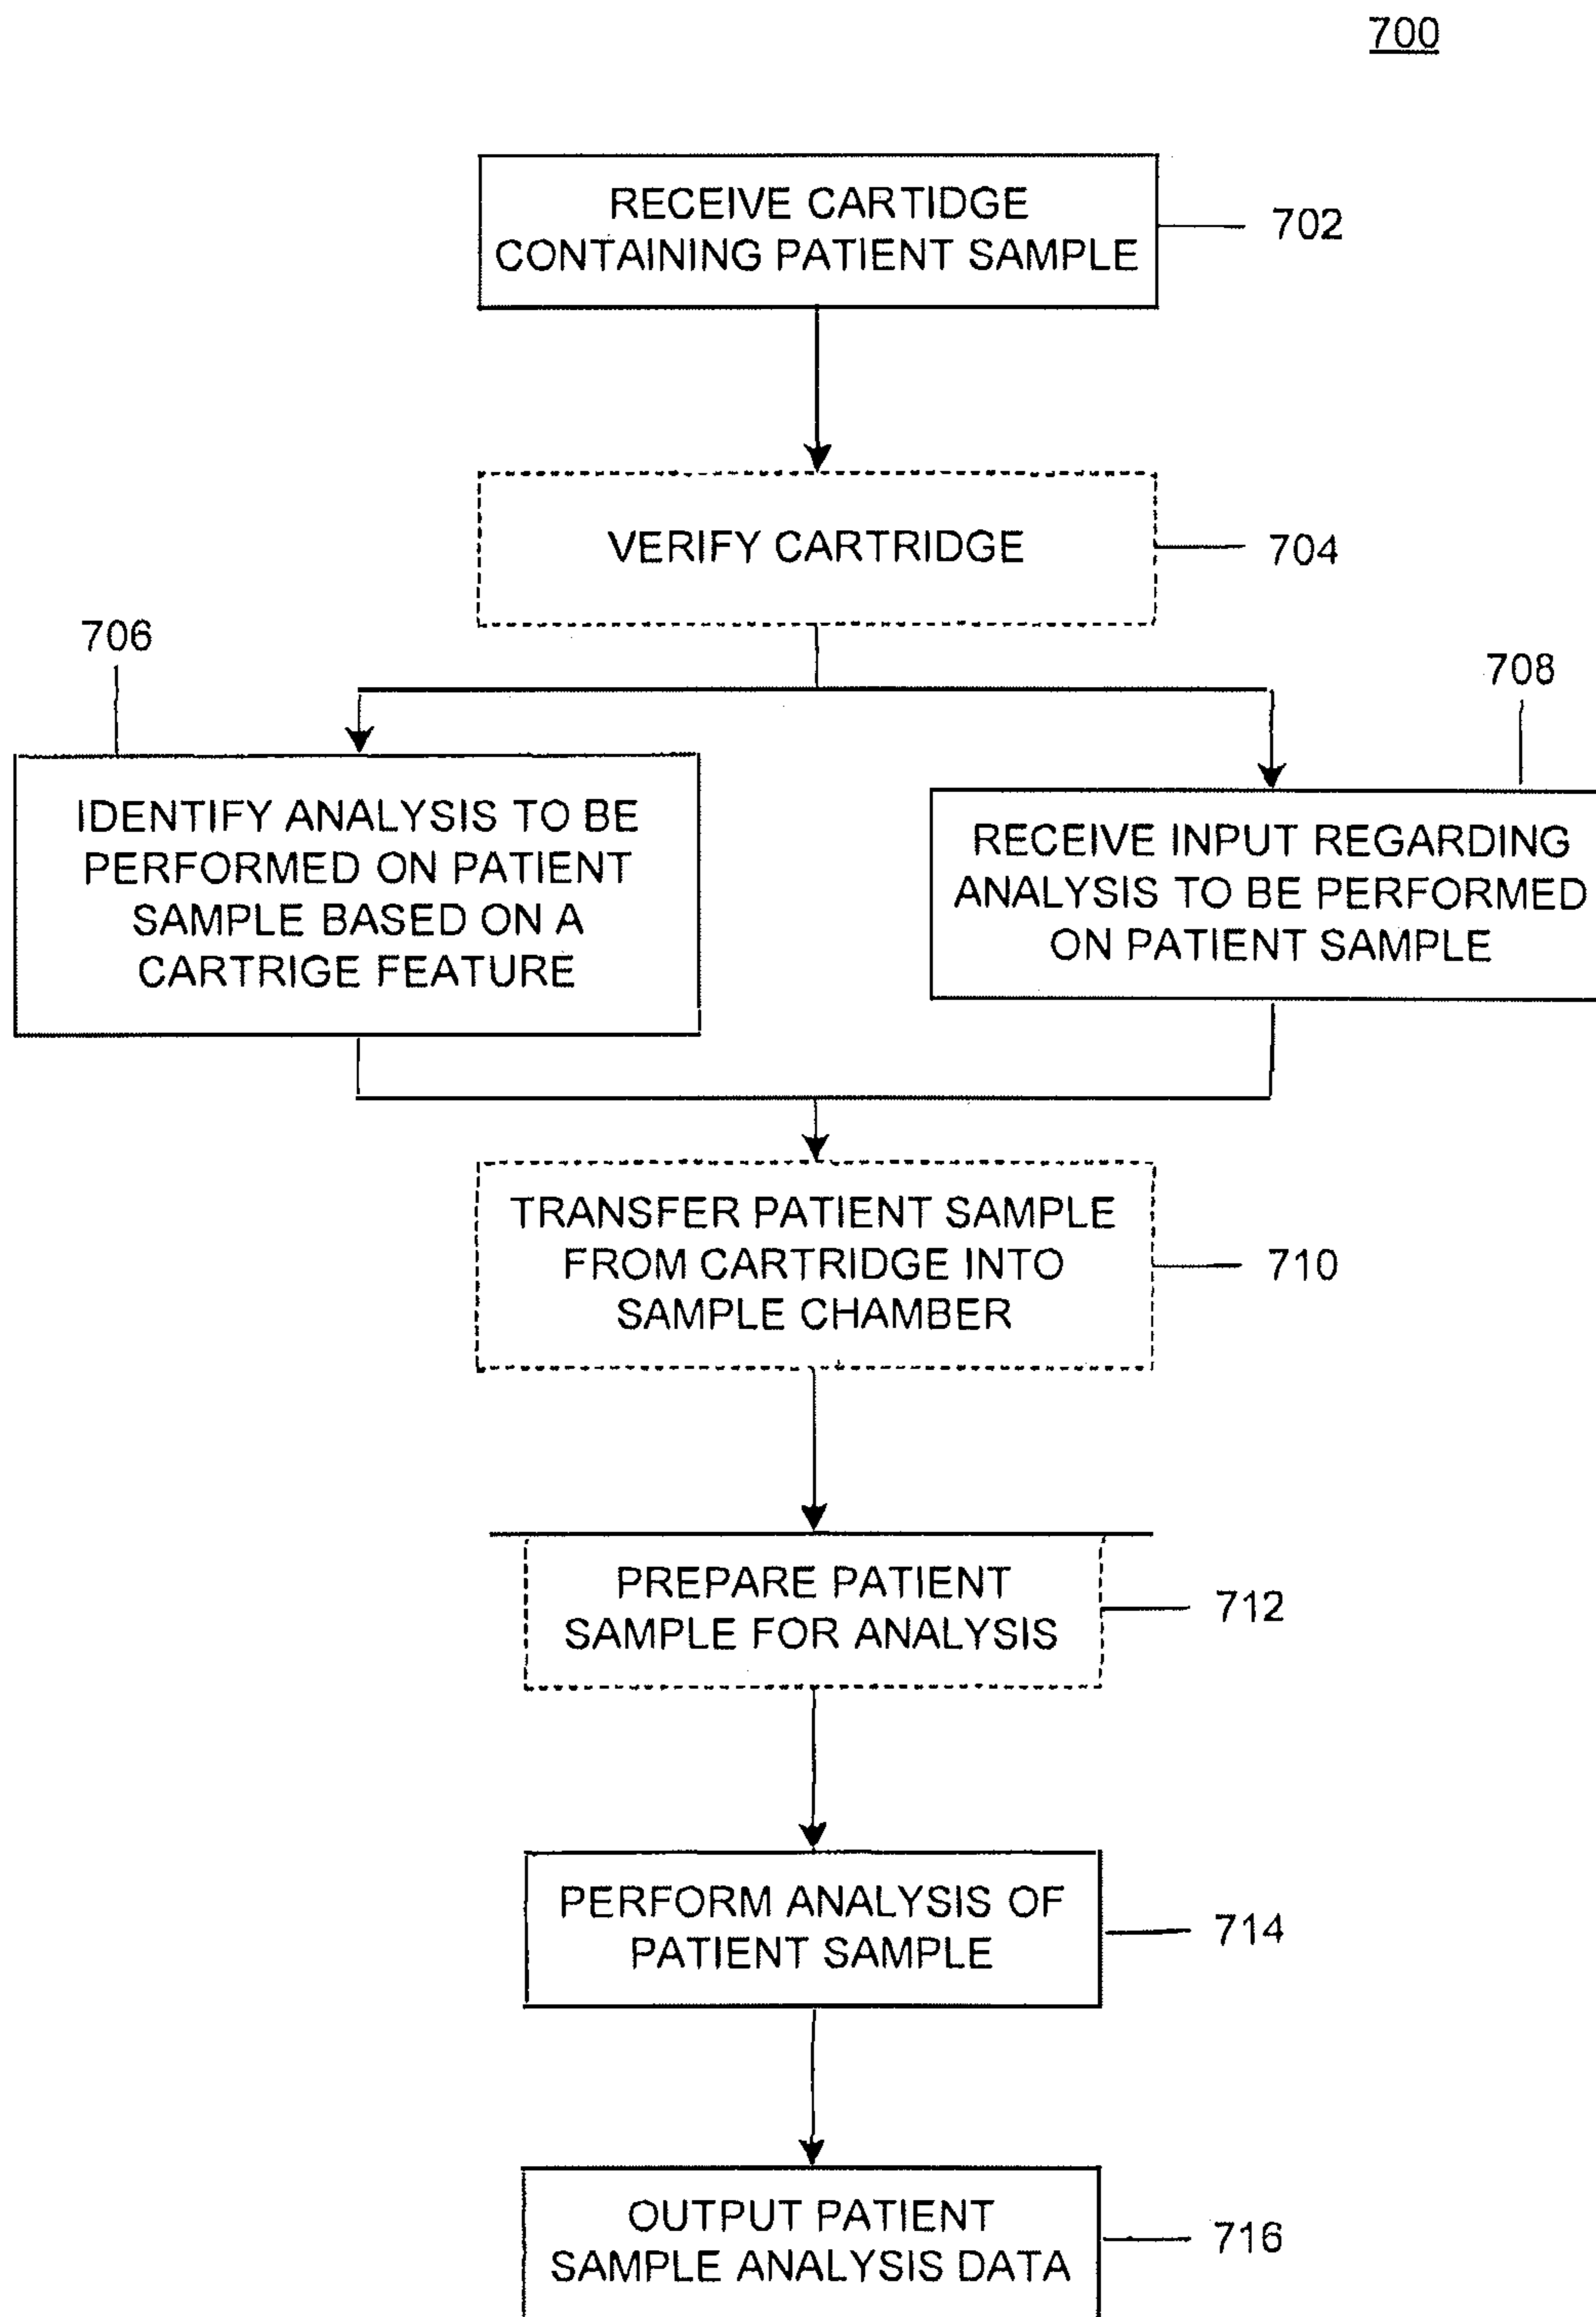 700
RECEIVE CARTIDGE
CONTAINING PATIENT SAMPLE
702
VERIFY CARTRIDGE
704
706
IDENTIFY ANALYSIS TO BE
PERFORMED ON PATIENT
SAMPLE BASED ON A
CARTRIGE FEATURE
708
RECEIVE INPUT REGARDING
ANALYSIS TO BE PERFORMED
ON PATIENT SAMPLE
TRANSFER PATIENT SAMPLE
FROM CARTRIDGE INTO
SAMPLE CHAMBER
710
PREPARE PATIENT
SAMPLE FOR ANALYSIS
712
PERFORM ANALYSIS OF
PATIENT SAMPLE
714
OUTPUT PATIENT
SAMPLE ANALYSIS DATA
716